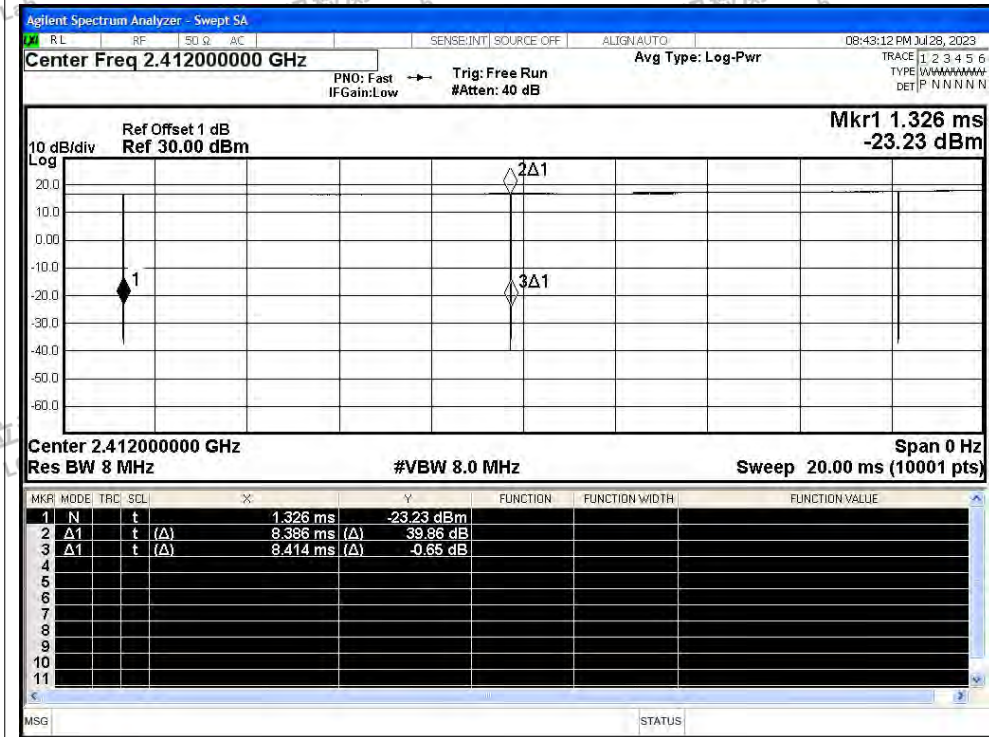 Agilent Spectrum Analyzer - Swept SA
LXI RL RF 50 Ω AC SENSE:INT SOURCE OFF ALIGN AUTO 08:43:12 PM Jul 28, 2023
Center Freq 2.412000000 GHz
PNO: Fast
IFGain:Low
Trig: Free Run
#Atten: 40 dB
Avg Type: Log-Pwr
TRACE 1 2 3 4 5 6
TYPE WWWWWW
DET P N N N N N
Mkr1 1.326 ms
-23.23 dBm
Ref Offset 1 dB
10 dB/div Ref 30.00 dBm
Log
20.0
10.0
0.00
-10.0
-20.0
-30.0
-40.0
-50.0
-60.0
2Δ1
1
3Δ1
Center 2.412000000 GHz Span 0 Hz
Res BW 8 MHz #VBW 8.0 MHz Sweep 20.00 ms (10001 pts)
MKR MODE TRC SCL X Y FUNCTION FUNCTION WIDTH FUNCTION VALUE
1 N t 1.326 ms -23.23 dBm
2 Δ1 t (Δ) 8.386 ms (Δ) 39.86 dB
3 Δ1 t (Δ) 8.414 ms (Δ) -0.65 dB
4
5
6
7
8
9
10
11
MSG STATUS